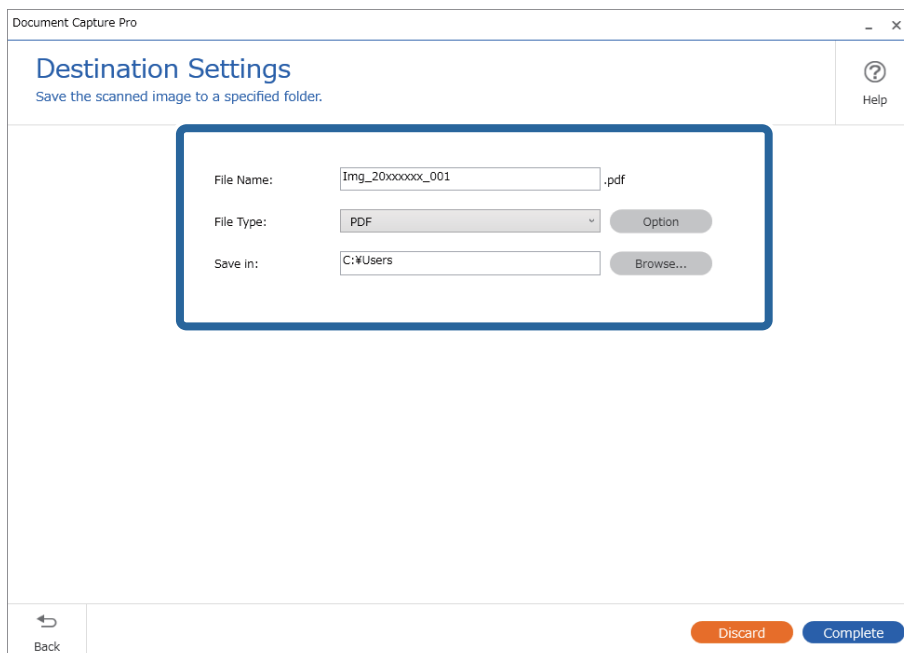 Document Capture Pro
Destination Settings
Save the scanned image to a specified folder.
Help
File Name: Img_20xxxxxx_001 .pdf
File Type: PDF Option
Save in: C:¥Users Browse...
Back
Discard Complete